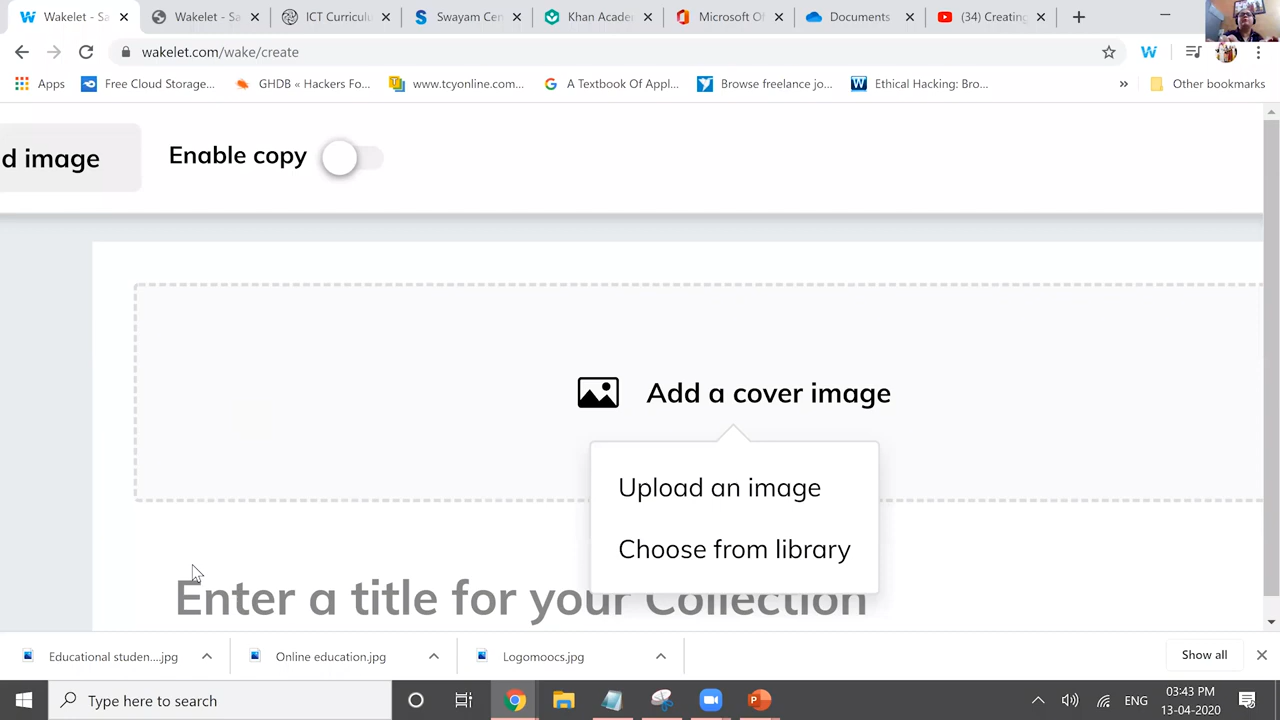 Wakelet - Sa
Wakelet - Sa
ICT Curriculu
Swayam Cen
Khan Acade
Microsoft Of
Documents
(34) Creating
wakelet.com/wake/create
Apps
Free Cloud Storage...
GHDB « Hackers Fo...
www.tcyonline.com...
A Textbook Of Appl...
Browse freelance jo...
Ethical Hacking: Bro...
»
Other bookmarks
d image
Enable copy
Add a cover image
Upload an image
Choose from library
Enter a title for your Collection
Educational studen....jpg
Online education.jpg
Logomoocs.jpg
Show all
Type here to search
ENG
03:43 PM
13-04-2020